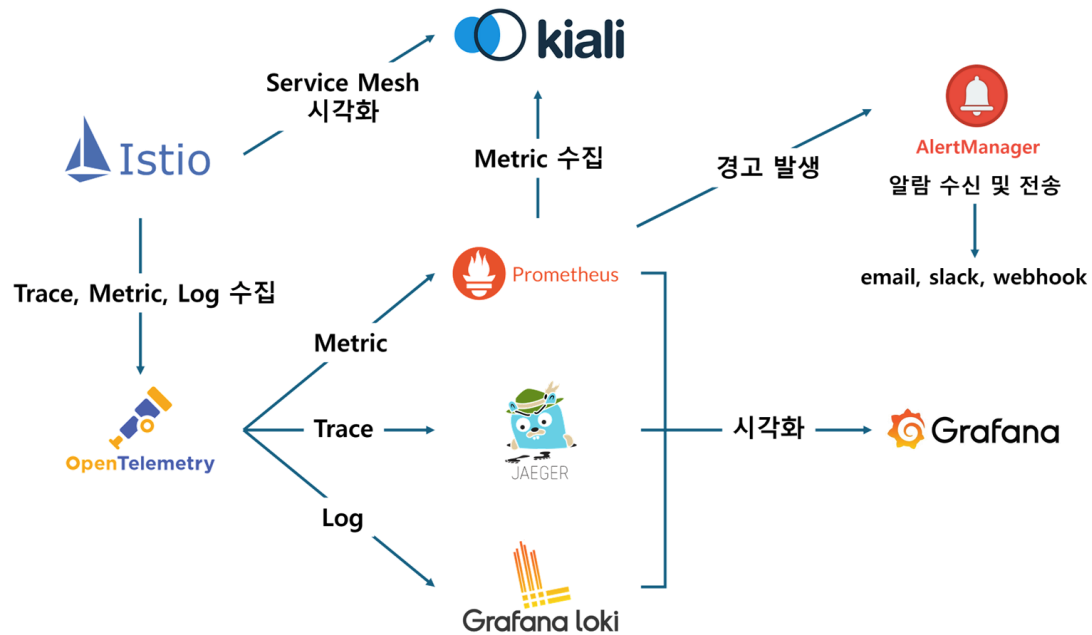 kiali
Service Mesh
시각화
AlertManager
Istio
Metric 수집
경고 발생
알람 수신 및 전송
Prometheus
email, slack, webhook
Trace, Metric, Log 수집
Metric
Trace
시각화
Grafana
OpenTelemetry
JAEGER
Log
Grafana loki